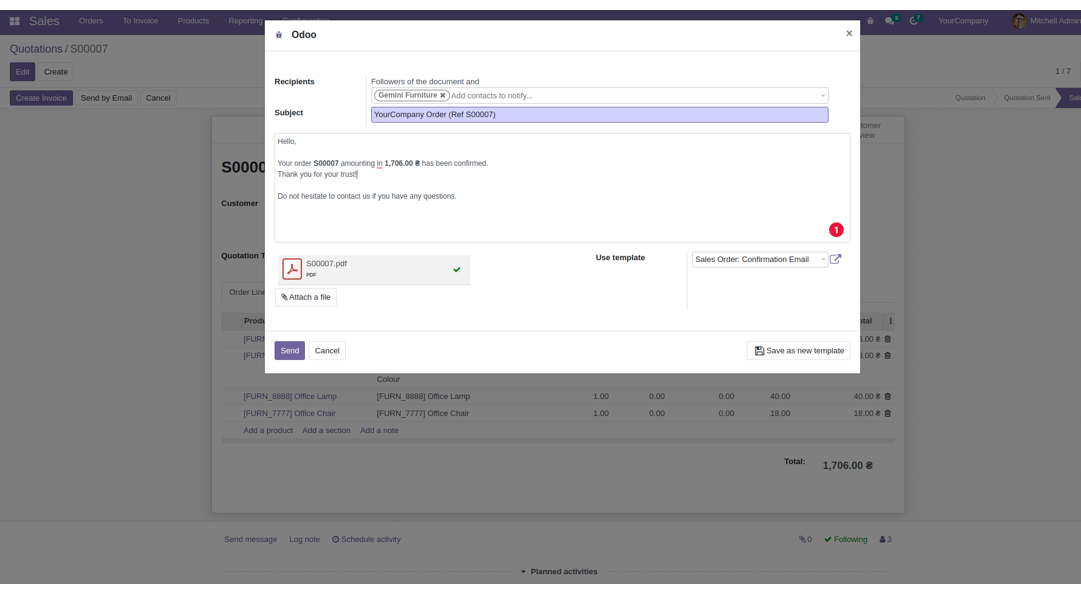 Sales Orders To Invoice Products Reporting Configuration 5 7 YourCompany Mitchell Admin
Odoo ×
Quotations / S00007
Edit Create 1 / 7
Create Invoice Send by Email Cancel Quotation Quotation Sent
Recipients Followers of the document and
Gemini Furniture × Add contacts to notify...
Subject YourCompany Order (Ref S00007)
Hello,
Your order S00007 amounting in 1,706.00 ₴ has been confirmed.
Thank you for your trust!
Do not hesitate to contact us if you have any questions.
1
Customer
Quotation T
S00007.pdf
PDF
Use template Sales Order: Confirmation Email
Attach a file
Order Line
Send Cancel Save as new template
[FURN
[FURN
Colour
[FURN_8888] Office Lamp [FURN_8888] Office Lamp 1.00 0.00 0.00 40.00 40.00 ₴
[FURN_7777] Office Chair [FURN_7777] Office Chair 1.00 0.00 0.00 18.00 18.00 ₴
Add a product Add a section Add a note
Total: 1,706.00 ₴
Send message Log note Schedule activity 0 Following 3
Planned activities